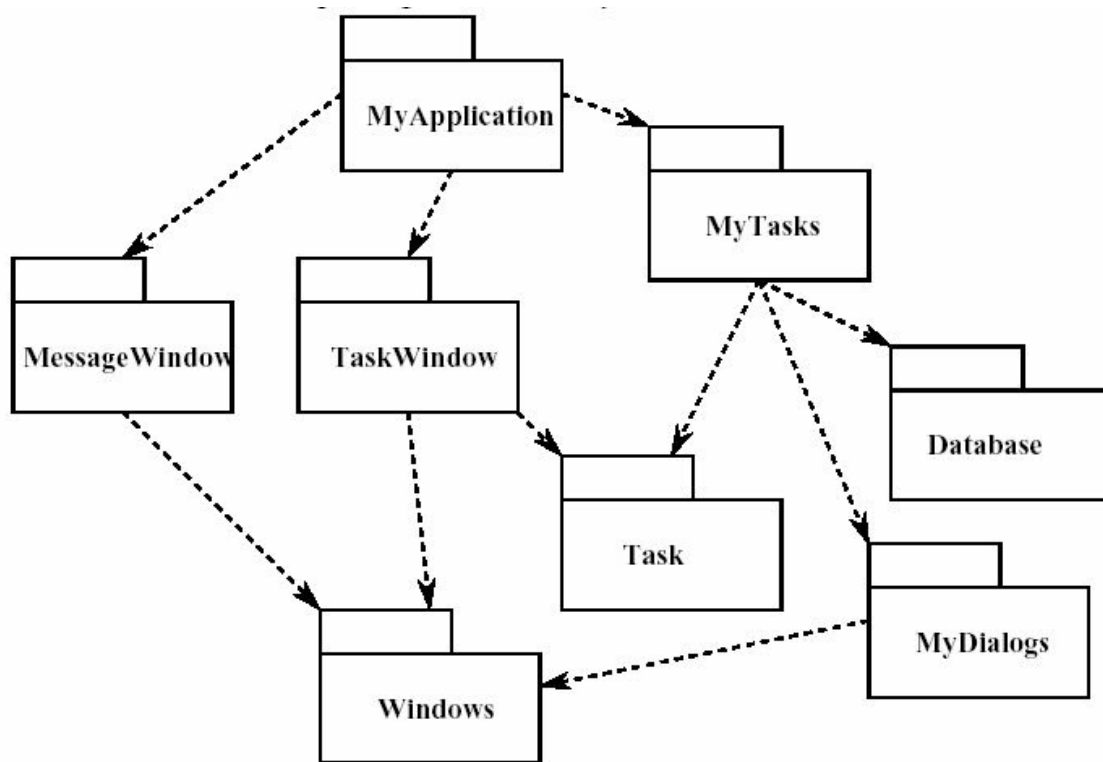 MyApplication
MyTasks
MessageWindow
TaskWindow
Database
Task
MyDialogs
Windows